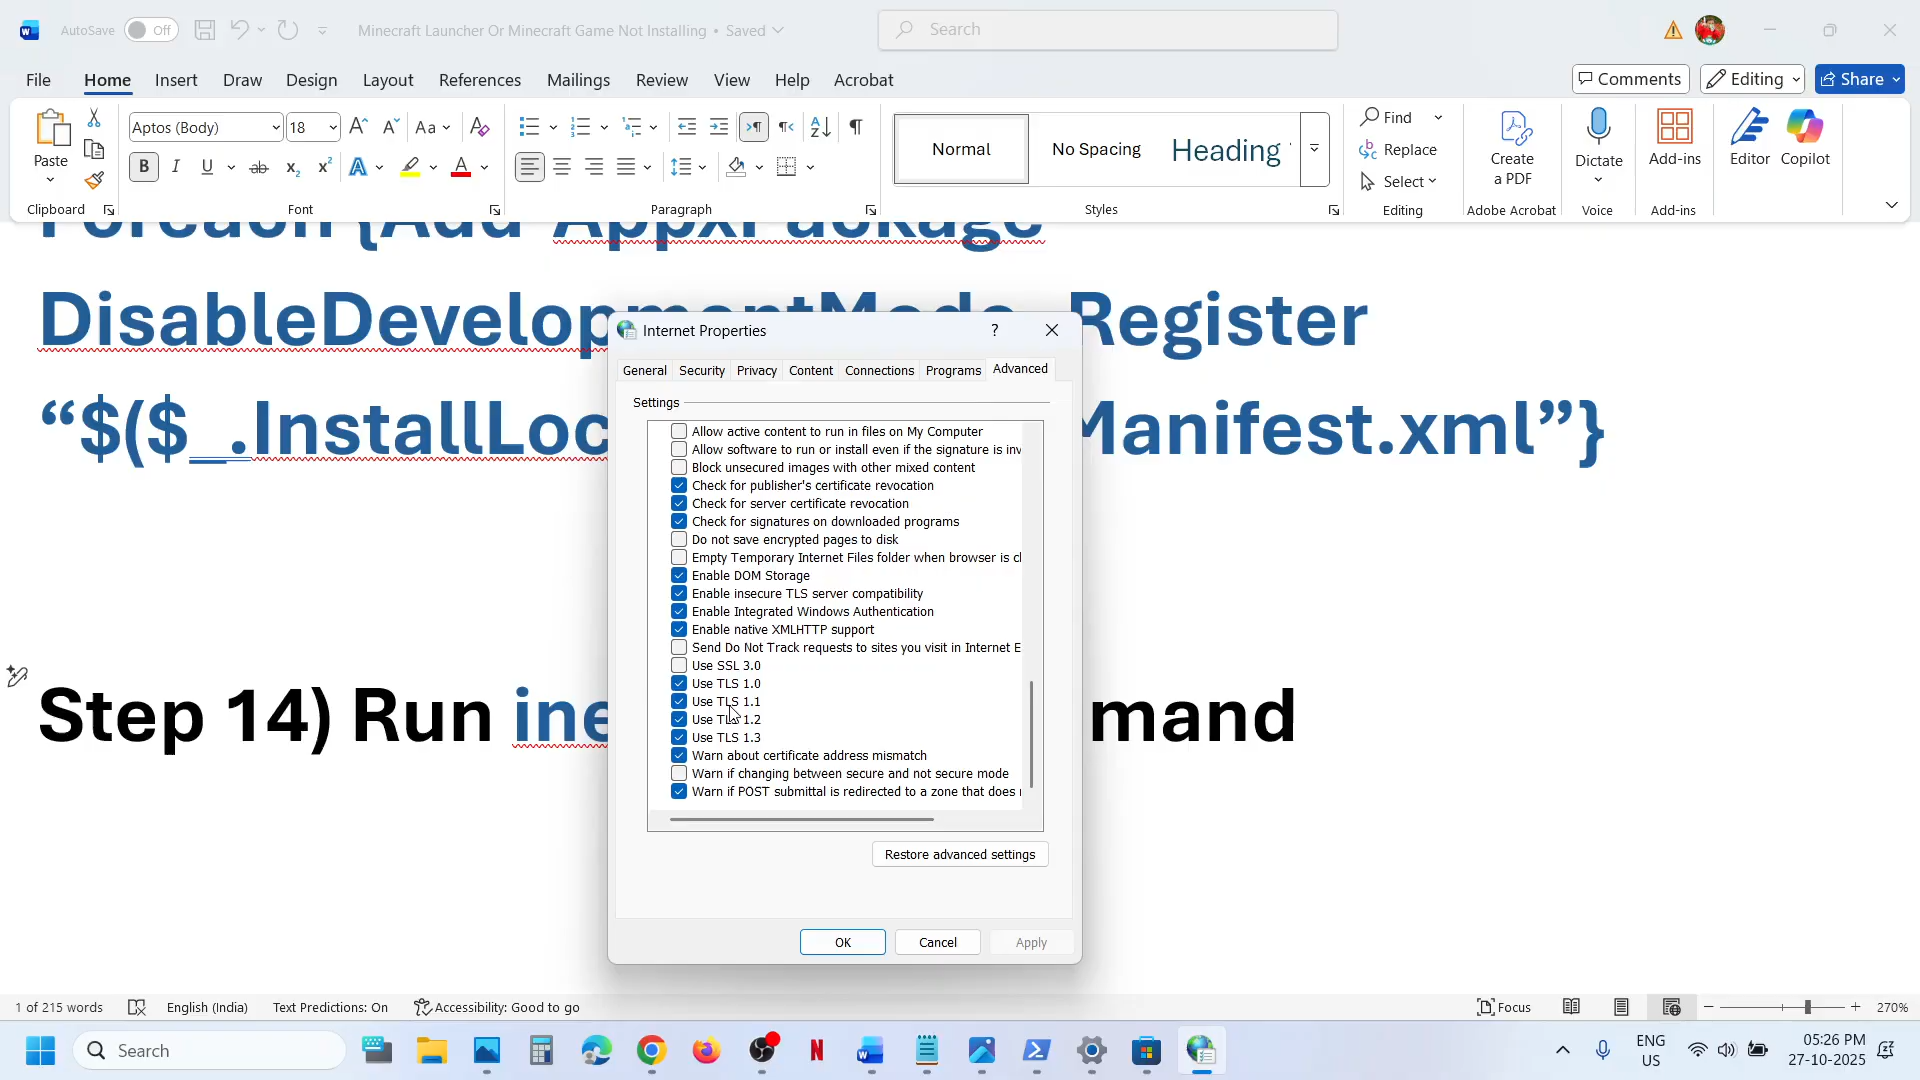 AutoSave Off Minecraft Launcher Or Minecraft Game Not Installing • Saved Search
File Home Insert Draw Design Layout References Mailings Review View Help Acrobat Comments Editing Share
Aptos (Body) 18
Paste
Clipboard Font Paragraph
Normal No Spacing Heading
Styles
Find
Replace
Select
Editing
Create a PDF
Adobe Acrobat
Dictate
Voice
Add-ins
Add-ins
Editor Copilot
Foreach {Add-AppxPackage
DisableDevelopmentMode Register
“$($_.InstallLoc Manifest.xml”}
Step 14) Run ine mand
Internet Properties
General Security Privacy Content Connections Programs Advanced
Settings
Allow active content to run in files on My Computer
Allow software to run or install even if the signature is inv
Block unsecured images with other mixed content
Check for publisher's certificate revocation
Check for server certificate revocation
Check for signatures on downloaded programs
Do not save encrypted pages to disk
Empty Temporary Internet Files folder when browser is cl
Enable DOM Storage
Enable insecure TLS server compatibility
Enable Integrated Windows Authentication
Enable native XMLHTTP support
Send Do Not Track requests to sites you visit in Internet E
Use SSL 3.0
Use TLS 1.0
Use TLS 1.1
Use TLS 1.2
Use TLS 1.3
Warn about certificate address mismatch
Warn if changing between secure and not secure mode
Warn if POST submittal is redirected to a zone that does
Restore advanced settings
OK Cancel Apply
1 of 215 words English (India) Text Predictions: On Accessibility: Good to go Focus 270%
Search ENG US 05:26 PM 27-10-2025